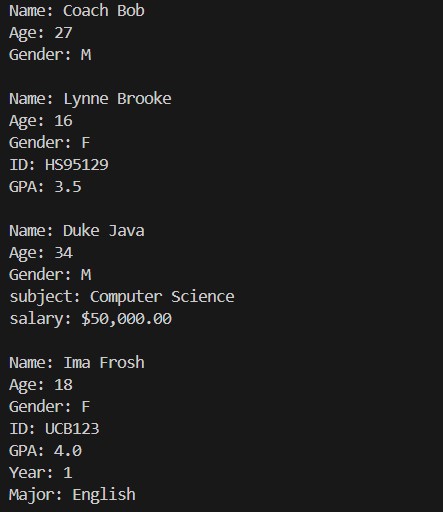 Name: Coach Bob
Age: 27
Gender: M

Name: Lynne Brooke
Age: 16
Gender: F
ID: HS95129
GPA: 3.5

Name: Duke Java
Age: 34
Gender: M
subject: Computer Science
salary: $50,000.00

Name: Ima Frosh
Age: 18
Gender: F
ID: UCB123
GPA: 4.0
Year: 1
Major: English